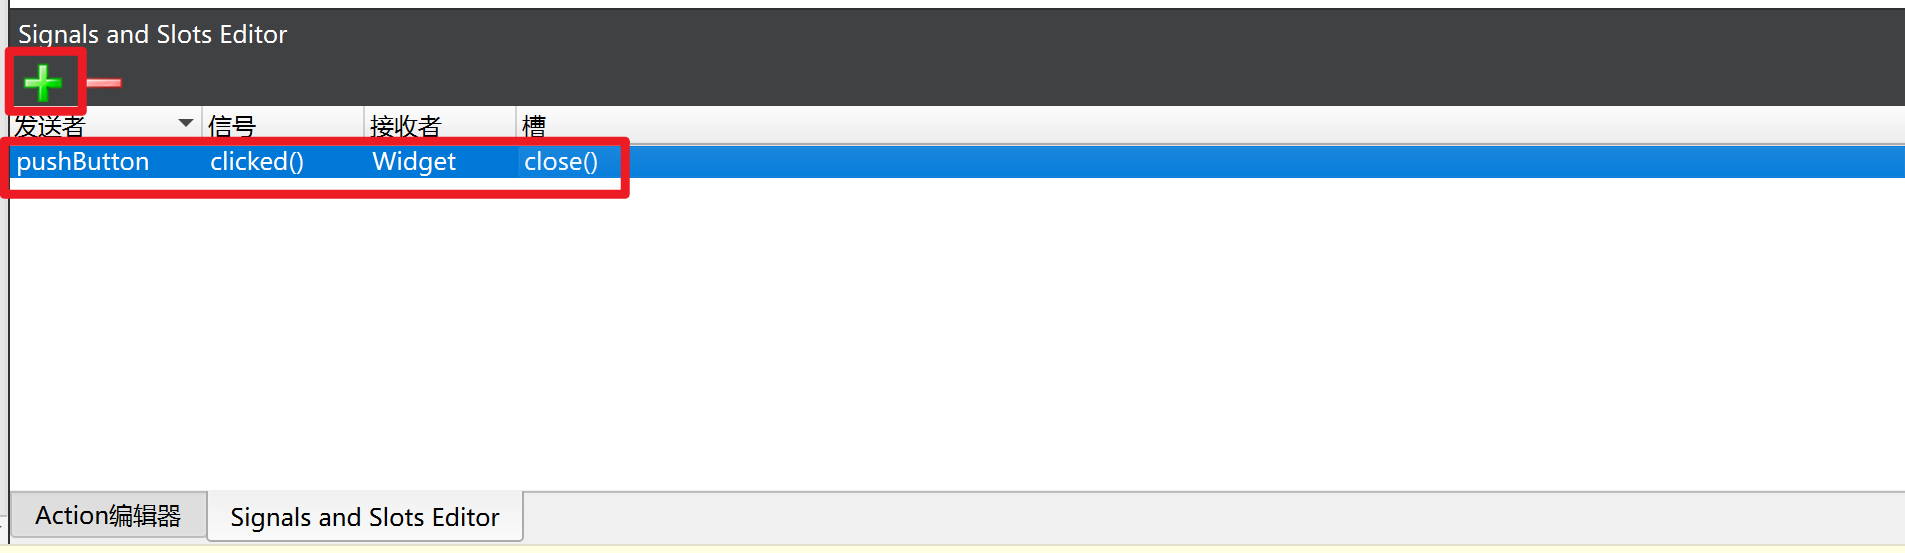 Signals and Slots Editor
发送者 信号 接收者 槽
pushButton clicked() Widget close()
Action编辑器 Signals and Slots Editor